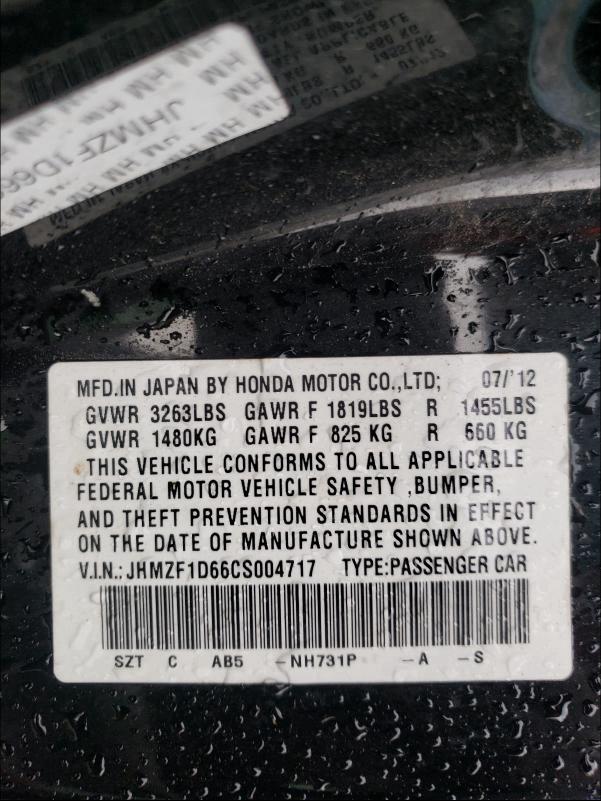 MFD.IN JAPAN BY HONDA MOTOR CO.,LTD; 07/'12
GVWR 3263LBS GAWR F 1819LBS R 1455LBS
GVWR 1480KG GAWR F 825 KG R 660 KG
THIS VEHICLE CONFORMS TO ALL APPLICABLE
FEDERAL MOTOR VEHICLE SAFETY ,BUMPER,
AND THEFT PREVENTION STANDARDS IN EFFECT
ON THE DATE OF MANUFACTURE SHOWN ABOVE.
V.I.N.:JHMZF1D66CS004717 TYPE:PASSENGER CAR
SZT C AB5 -NH731P -A -S